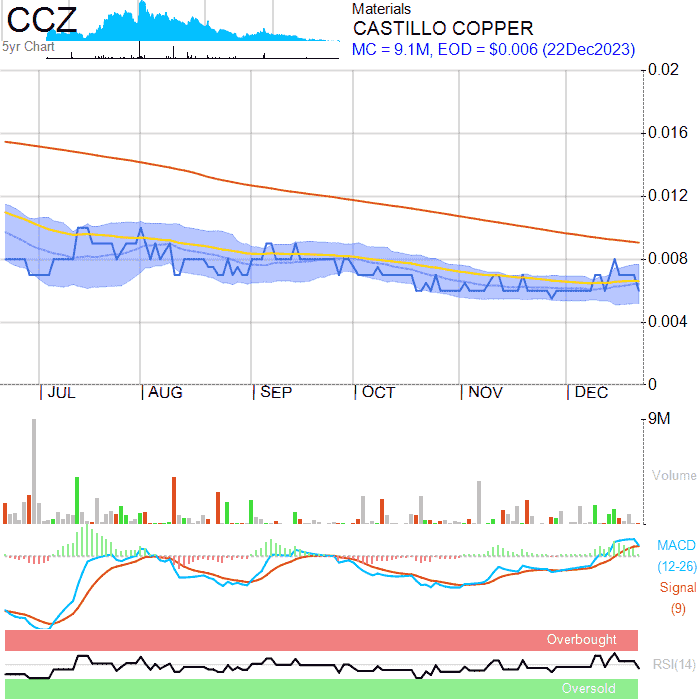 CCZ
5yr Chart
Materials
CASTILLO COPPER
MC = 9.1M, EOD = $0.006 (22Dec2023)
0.02
0.016
0.012
0.008
0.004
0
JUL AUG SEP OCT NOV DEC
9M
Volume
MACD
(12-26)
Signal
(9)
Overbought
RSI(14)
Oversold